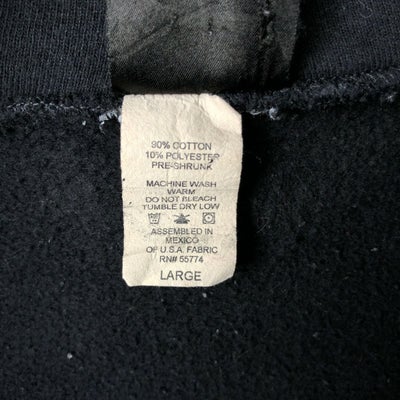 90% COTTON
10% POLYESTER
PRE-SHRUNK
MACHINE WASH
WARM
DO NOT BLEACH
TUMBLE DRY LOW
ASSEMBLED IN
MEXICO
OF U.S.A. FABRIC
RN# 55774
LARGE